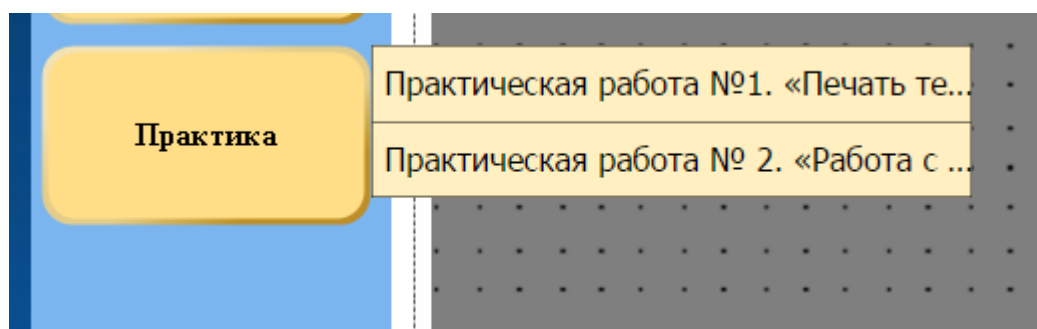 Практика
Практическая работа №1. «Печать те...
Практическая работа № 2. «Работа с ...